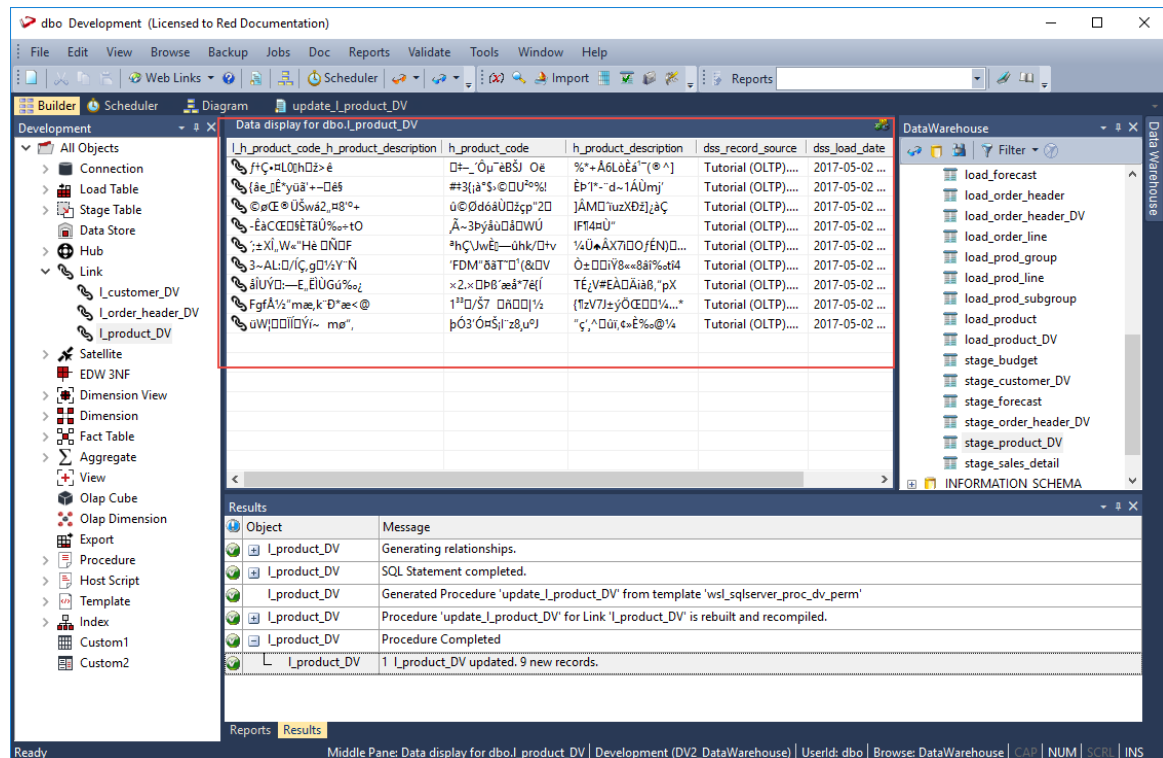 dbo Development (Licensed to Red Documentation)
File Edit View Browse Backup Jobs Doc Reports Validate Tools Window Help
Web Links Scheduler Import Reports
Builder Scheduler Diagram update_l_product_DV
Development
All Objects
Connection
Load Table
Stage Table
Data Store
Hub
Link
l_customer_DV
l_order_header_DV
l_product_DV
Satellite
EDW 3NF
Dimension View
Dimension
Fact Table
Aggregate
View
Olap Cube
Olap Dimension
Export
Procedure
Host Script
Template
Index
Custom1
Custom2
Data display for dbo.l_product_DV
l_h_product_code_h_product_description h_product_code h_product_description dss_record_source dss_load_date
Tutorial (OLTP).... 2017-05-02 ...
Tutorial (OLTP).... 2017-05-02 ...
Tutorial (OLTP).... 2017-05-02 ...
Tutorial (OLTP).... 2017-05-02 ...
Tutorial (OLTP).... 2017-05-02 ...
Tutorial (OLTP).... 2017-05-02 ...
Tutorial (OLTP).... 2017-05-02 ...
Tutorial (OLTP).... 2017-05-02 ...
Tutorial (OLTP).... 2017-05-02 ...
DataWarehouse
Filter
load_forecast
load_order_header
load_order_header_DV
load_order_line
load_prod_group
load_prod_line
load_prod_subgroup
load_product
load_product_DV
stage_budget
stage_customer_DV
stage_forecast
stage_order_header_DV
stage_product_DV
stage_sales_detail
INFORMATION_SCHEMA
Data Warehouse
Results
Object Message
l_product_DV Generating relationships.
l_product_DV SQL Statement completed.
l_product_DV Generated Procedure 'update_l_product_DV' from template 'wsl_sqlserver_proc_dv_perm'
l_product_DV Procedure 'update_l_product_DV' for Link 'l_product_DV' is rebuilt and recompiled.
l_product_DV Procedure Completed
l_product_DV 1 l_product_DV updated. 9 new records.
Reports Results
Ready Middle Pane: Data display for dbo.l_product_DV Development (DV2_DataWarehouse) UserId: dbo Browse: DataWarehouse CAP NUM SCRL INS